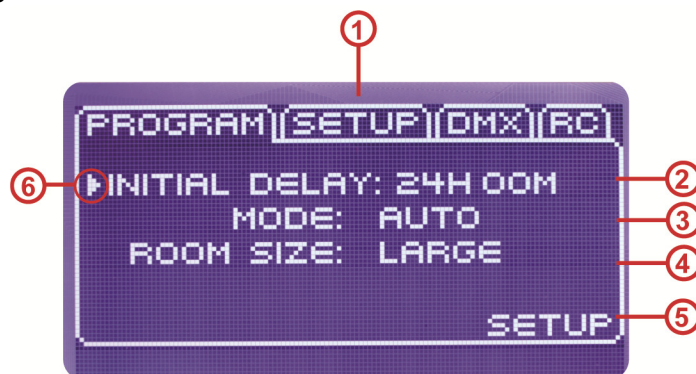 1
PROGRAM SETUP DMX RC
6 INITIAL DELAY: 24H 00M 2
MODE: AUTO 3
ROOM SIZE: LARGE 4
SETUP 5